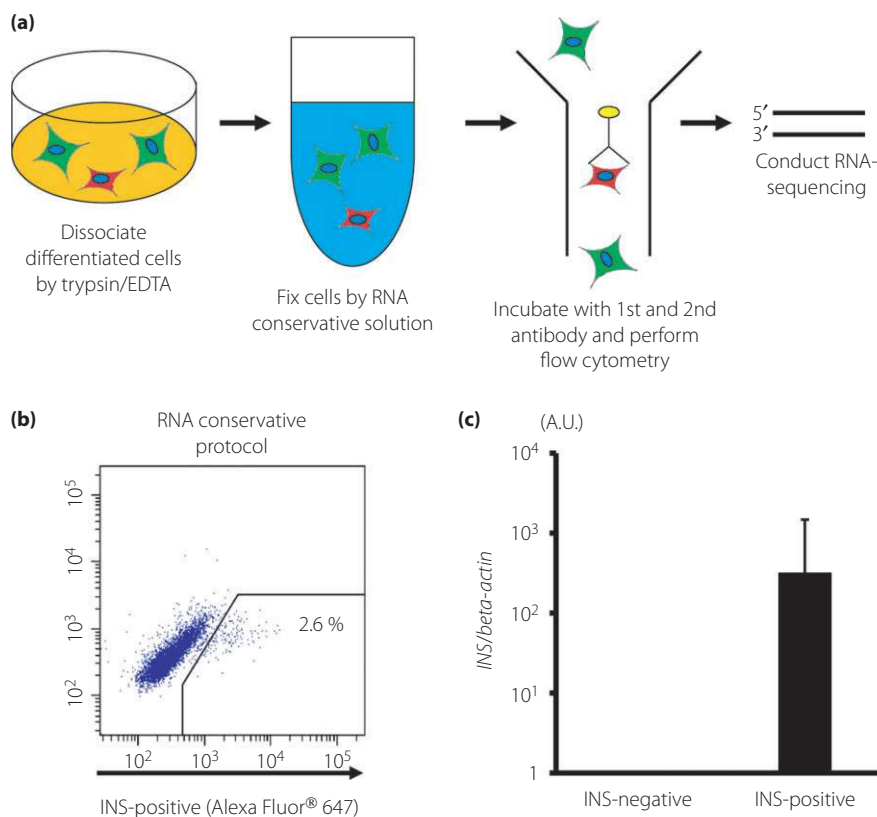 (a)
Dissociate
differentiated cells
by trypsin/EDTA
Fix cells by RNA
conservative solution
Incubate with 1st and 2nd
antibody and perform
flow cytometry
5′
3′
Conduct RNA-
sequencing
(b)
RNA conservative
protocol
10⁵
10⁴
10³
10²
2.6 %
10² 10³ 10⁴ 10⁵
INS-positive (Alexa Fluor® 647)
(c)
(A.U.)
10⁴
10³
10²
10¹
1
INS/beta-actin
INS-negative INS-positive